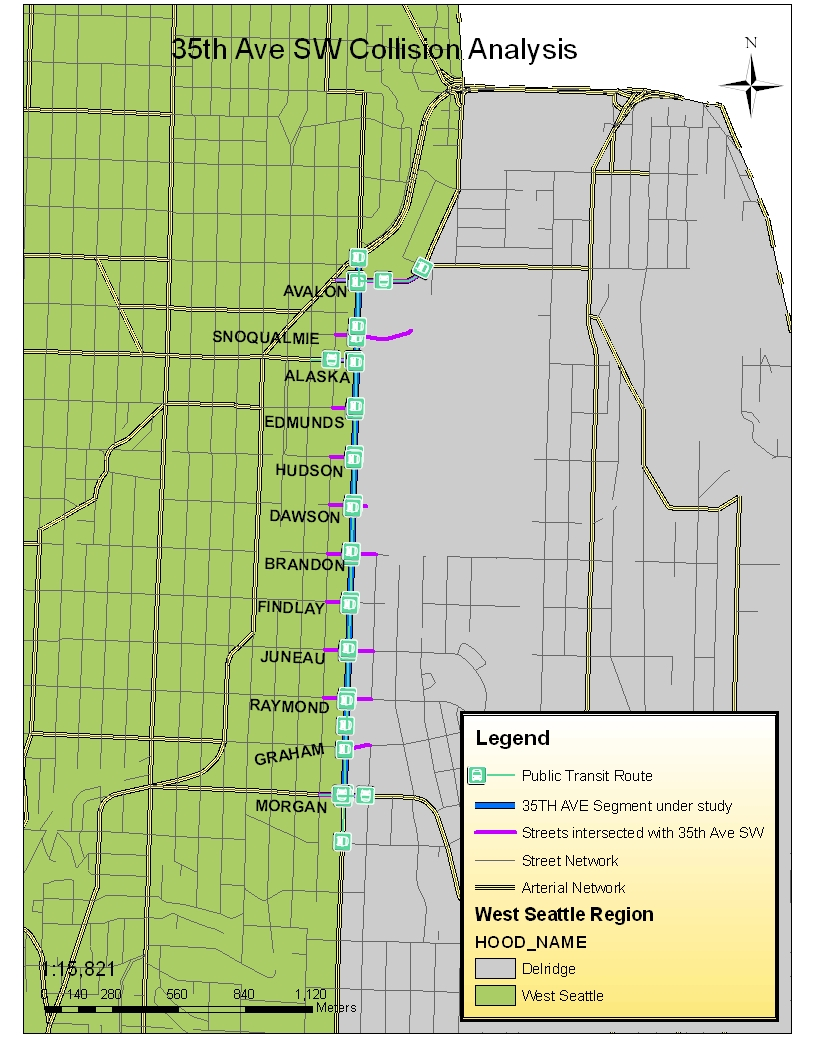 35th Ave SW Collision Analysis
N
AVALON
SNOQUALMIE
ALASKA
EDMUNDS
HUDSON
DAWSON
BRANDON
FINDLAY
JUNEAU
RAYMOND
GRAHAM
MORGAN
Legend
Public Transit Route
35TH AVE Segment under study
Streets intersected with 35th Ave SW
Street Network
Arterial Network
West Seattle Region
HOOD_NAME
Delridge
West Seattle
1:15,821
0 140 280 560 840 1,120
Meters